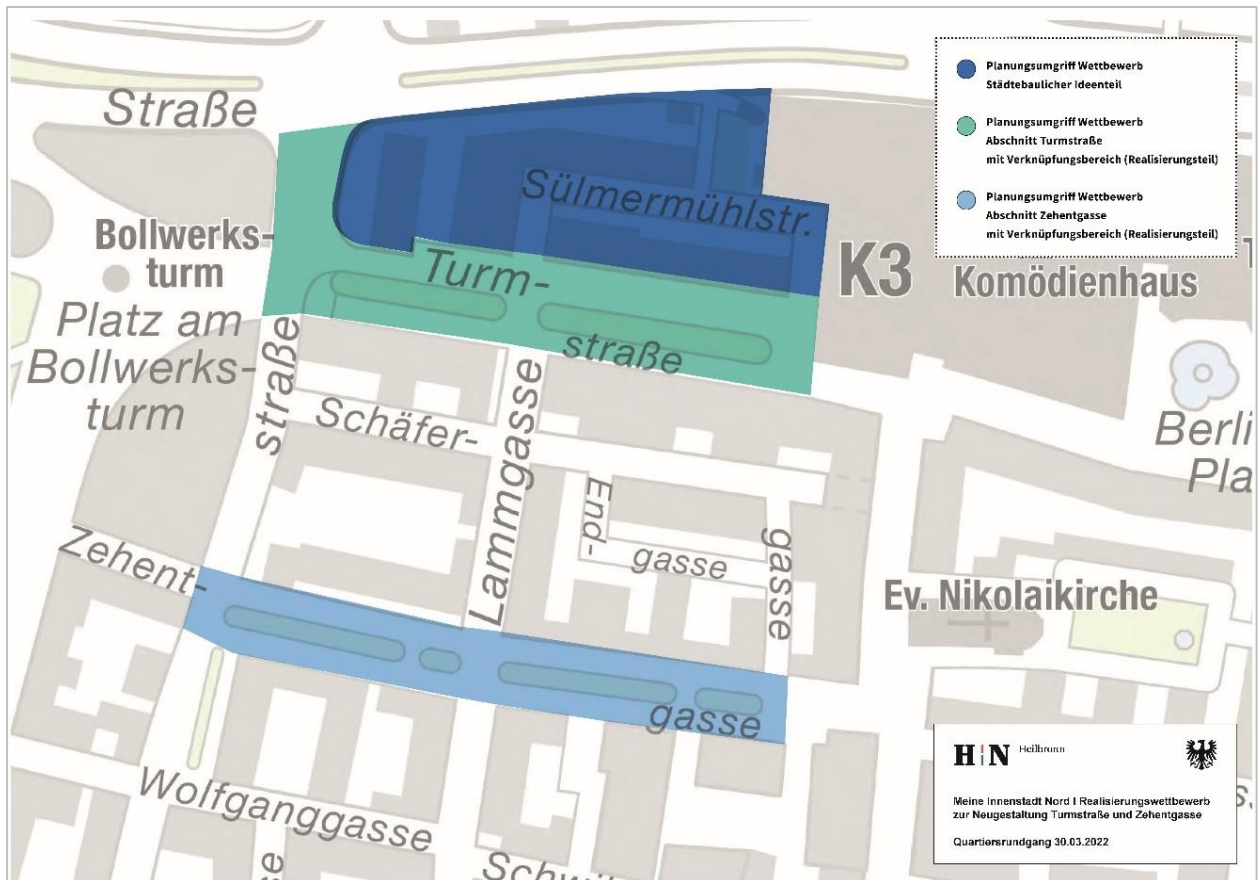 Straße
Bollwerks-
turm
Platz am
Bollwerks-
turm
straße
Sülmermühlstr.
Turm-
straße
K3
Komödienhaus
Schäfer-
Lammgasse
End-
gasse
gasse
Berli
Pla
Zehent-
gasse
Ev. Nikolaikirche
Wolfganggasse
Planungsumgriff Wettbewerb
Städtebaulicher Ideenteil
Planungsumgriff Wettbewerb
Abschnitt Turmstraße
mit Verknüpfungsbereich (Realisierungsteil)
Planungsumgriff Wettbewerb
Abschnitt Zehentgasse
mit Verknüpfungsbereich (Realisierungsteil)
H N Heilbronn
Meine Innenstadt Nord I Realisierungswettbewerb
zur Neugestaltung Turmstraße und Zehentgasse
Quartiersrundgang 30.03.2022